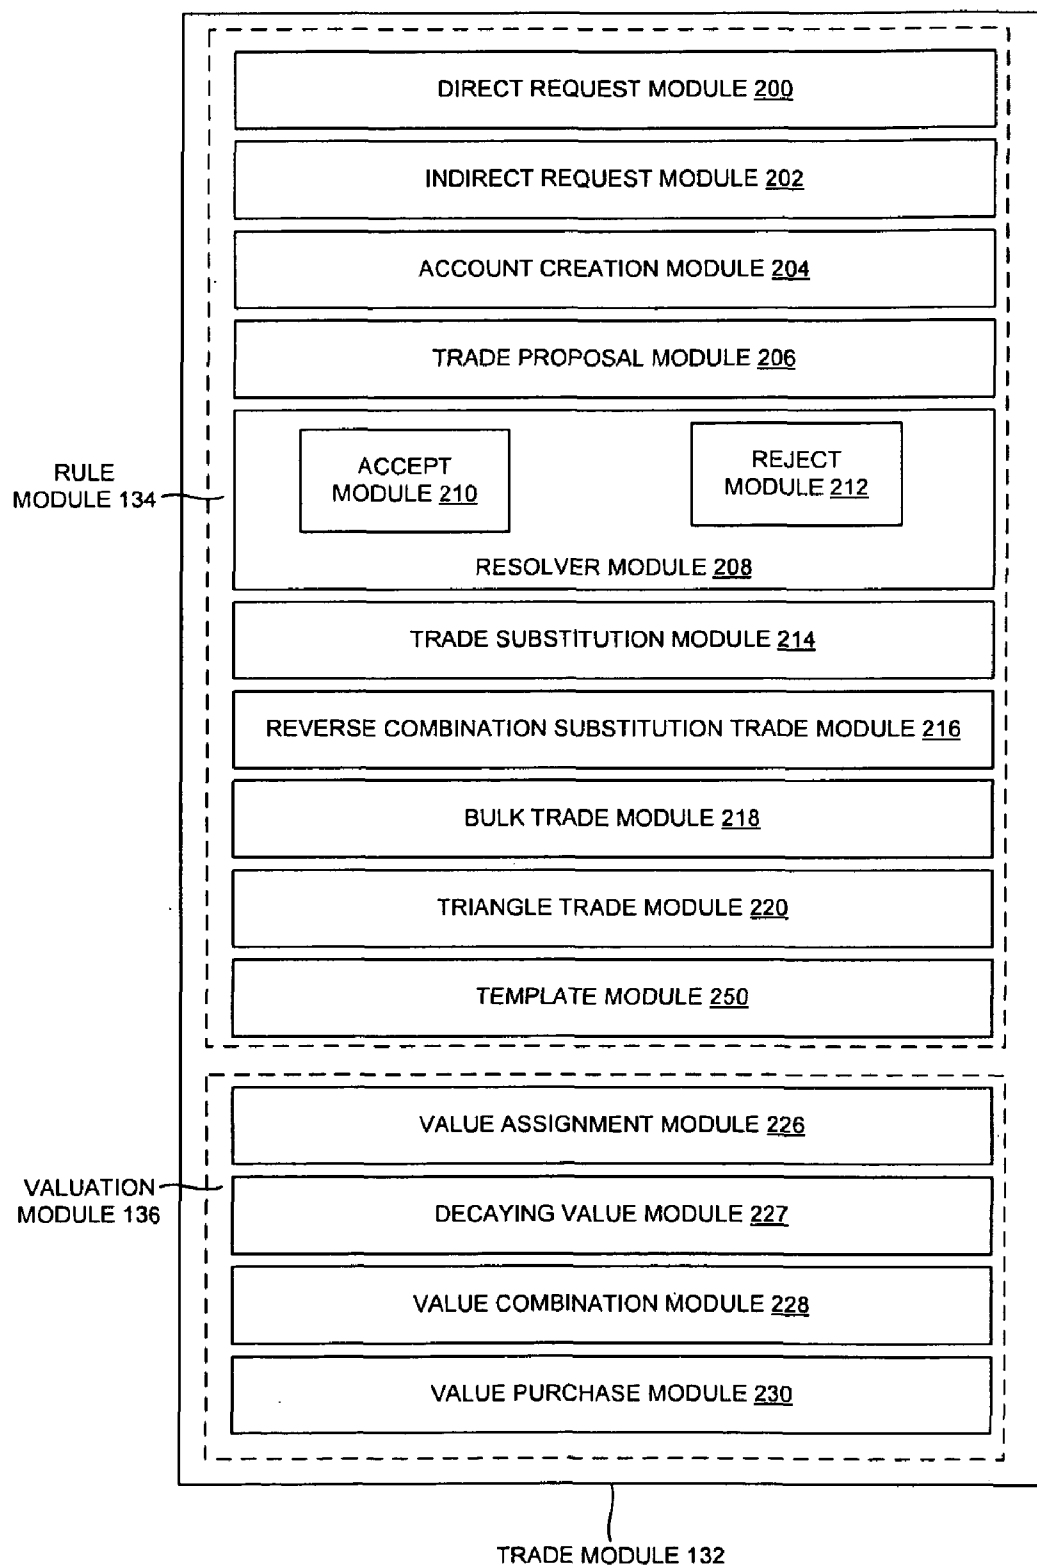 DIRECT REQUEST MODULE 200
INDIRECT REQUEST MODULE 202
ACCOUNT CREATION MODULE 204
TRADE PROPOSAL MODULE 206
RULE
MODULE 134
ACCEPT
MODULE 210
REJECT
MODULE 212
RESOLVER MODULE 208
TRADE SUBSTITUTION MODULE 214
REVERSE COMBINATION SUBSTITUTION TRADE MODULE 216
BULK TRADE MODULE 218
TRIANGLE TRADE MODULE 220
TEMPLATE MODULE 250
VALUE ASSIGNMENT MODULE 226
VALUATION
MODULE 136
DECAYING VALUE MODULE 227
VALUE COMBINATION MODULE 228
VALUE PURCHASE MODULE 230
TRADE MODULE 132